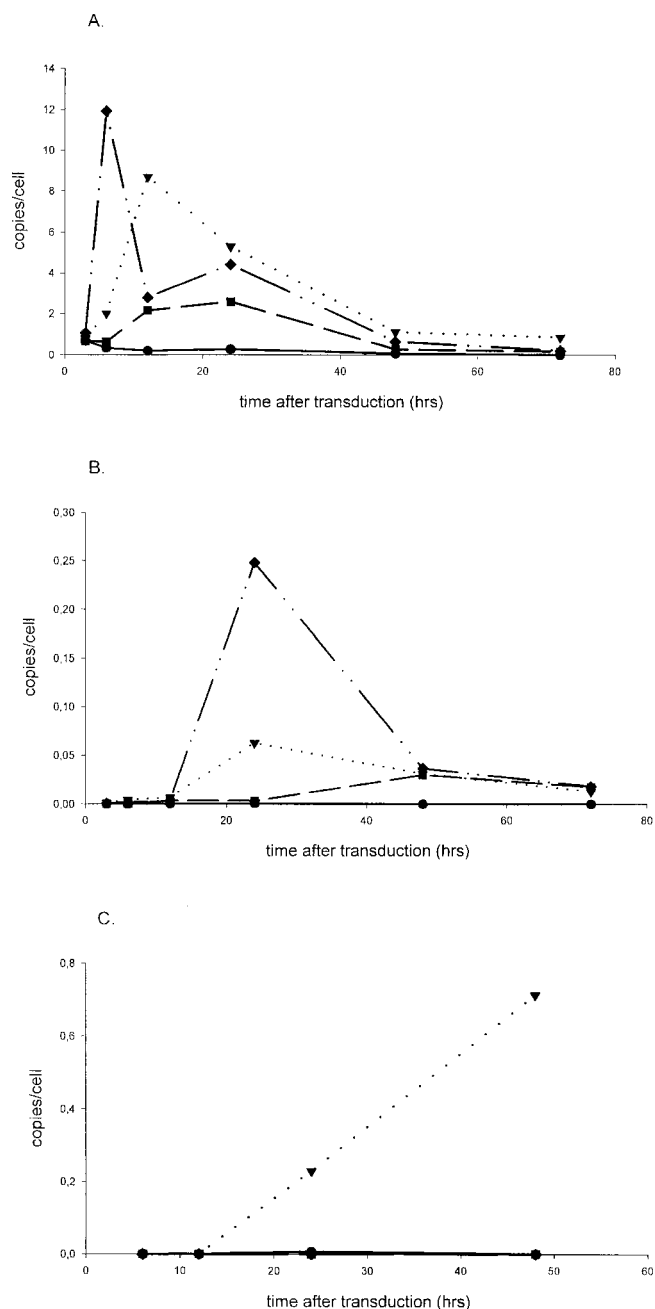 A.
14
12
10
8
6
4
2
0
copies/cell
0 20 40 60 80
time after transduction (hrs)
B.
0,30
0,25
0,20
0,15
0,10
0,05
0,00
copies/cell
0 20 40 60 80
time after transduction (hrs)
C.
0,8
0,6
0,4
0,2
0,0
copies/cell
0 10 20 30 40 50 60
time after transduction (hrs)